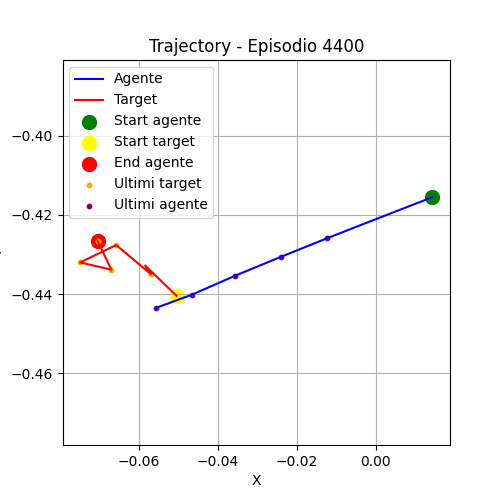 Trajectory - Episodio 4400
Agente
Target
Start agente
Start target
End agente
Ultimi target
Ultimi agente
−0.40
−0.42
−0.44
−0.46
−0.06
−0.04
−0.02
0.00
X